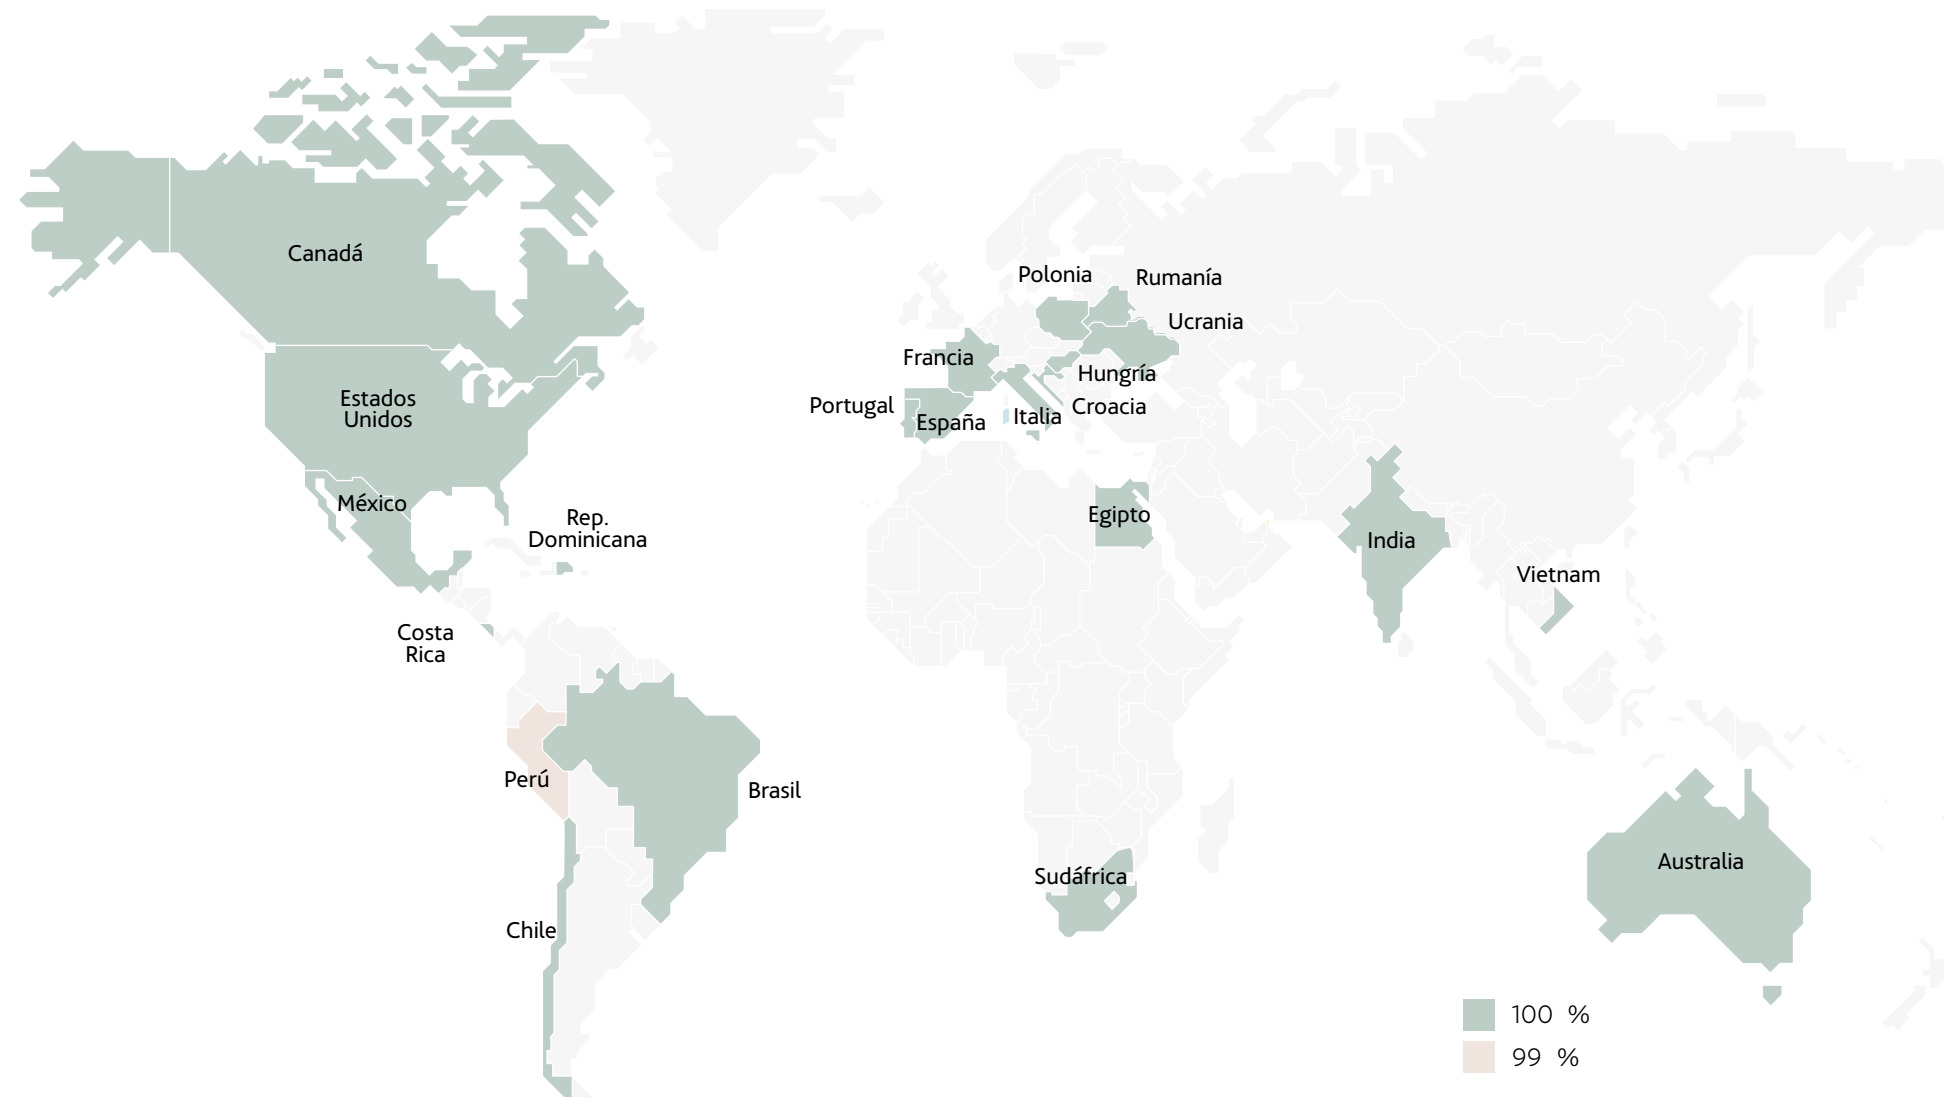 Canadá
Polonia
Rumanía
Ucrania
Francia
Hungría
Estados
Unidos
Portugal
España
Italia
Croacia
México
Rep.
Dominicana
Egipto
India
Vietnam
Costa
Rica
Perú
Brasil
Australia
Sudáfrica
Chile
100 %
99 %